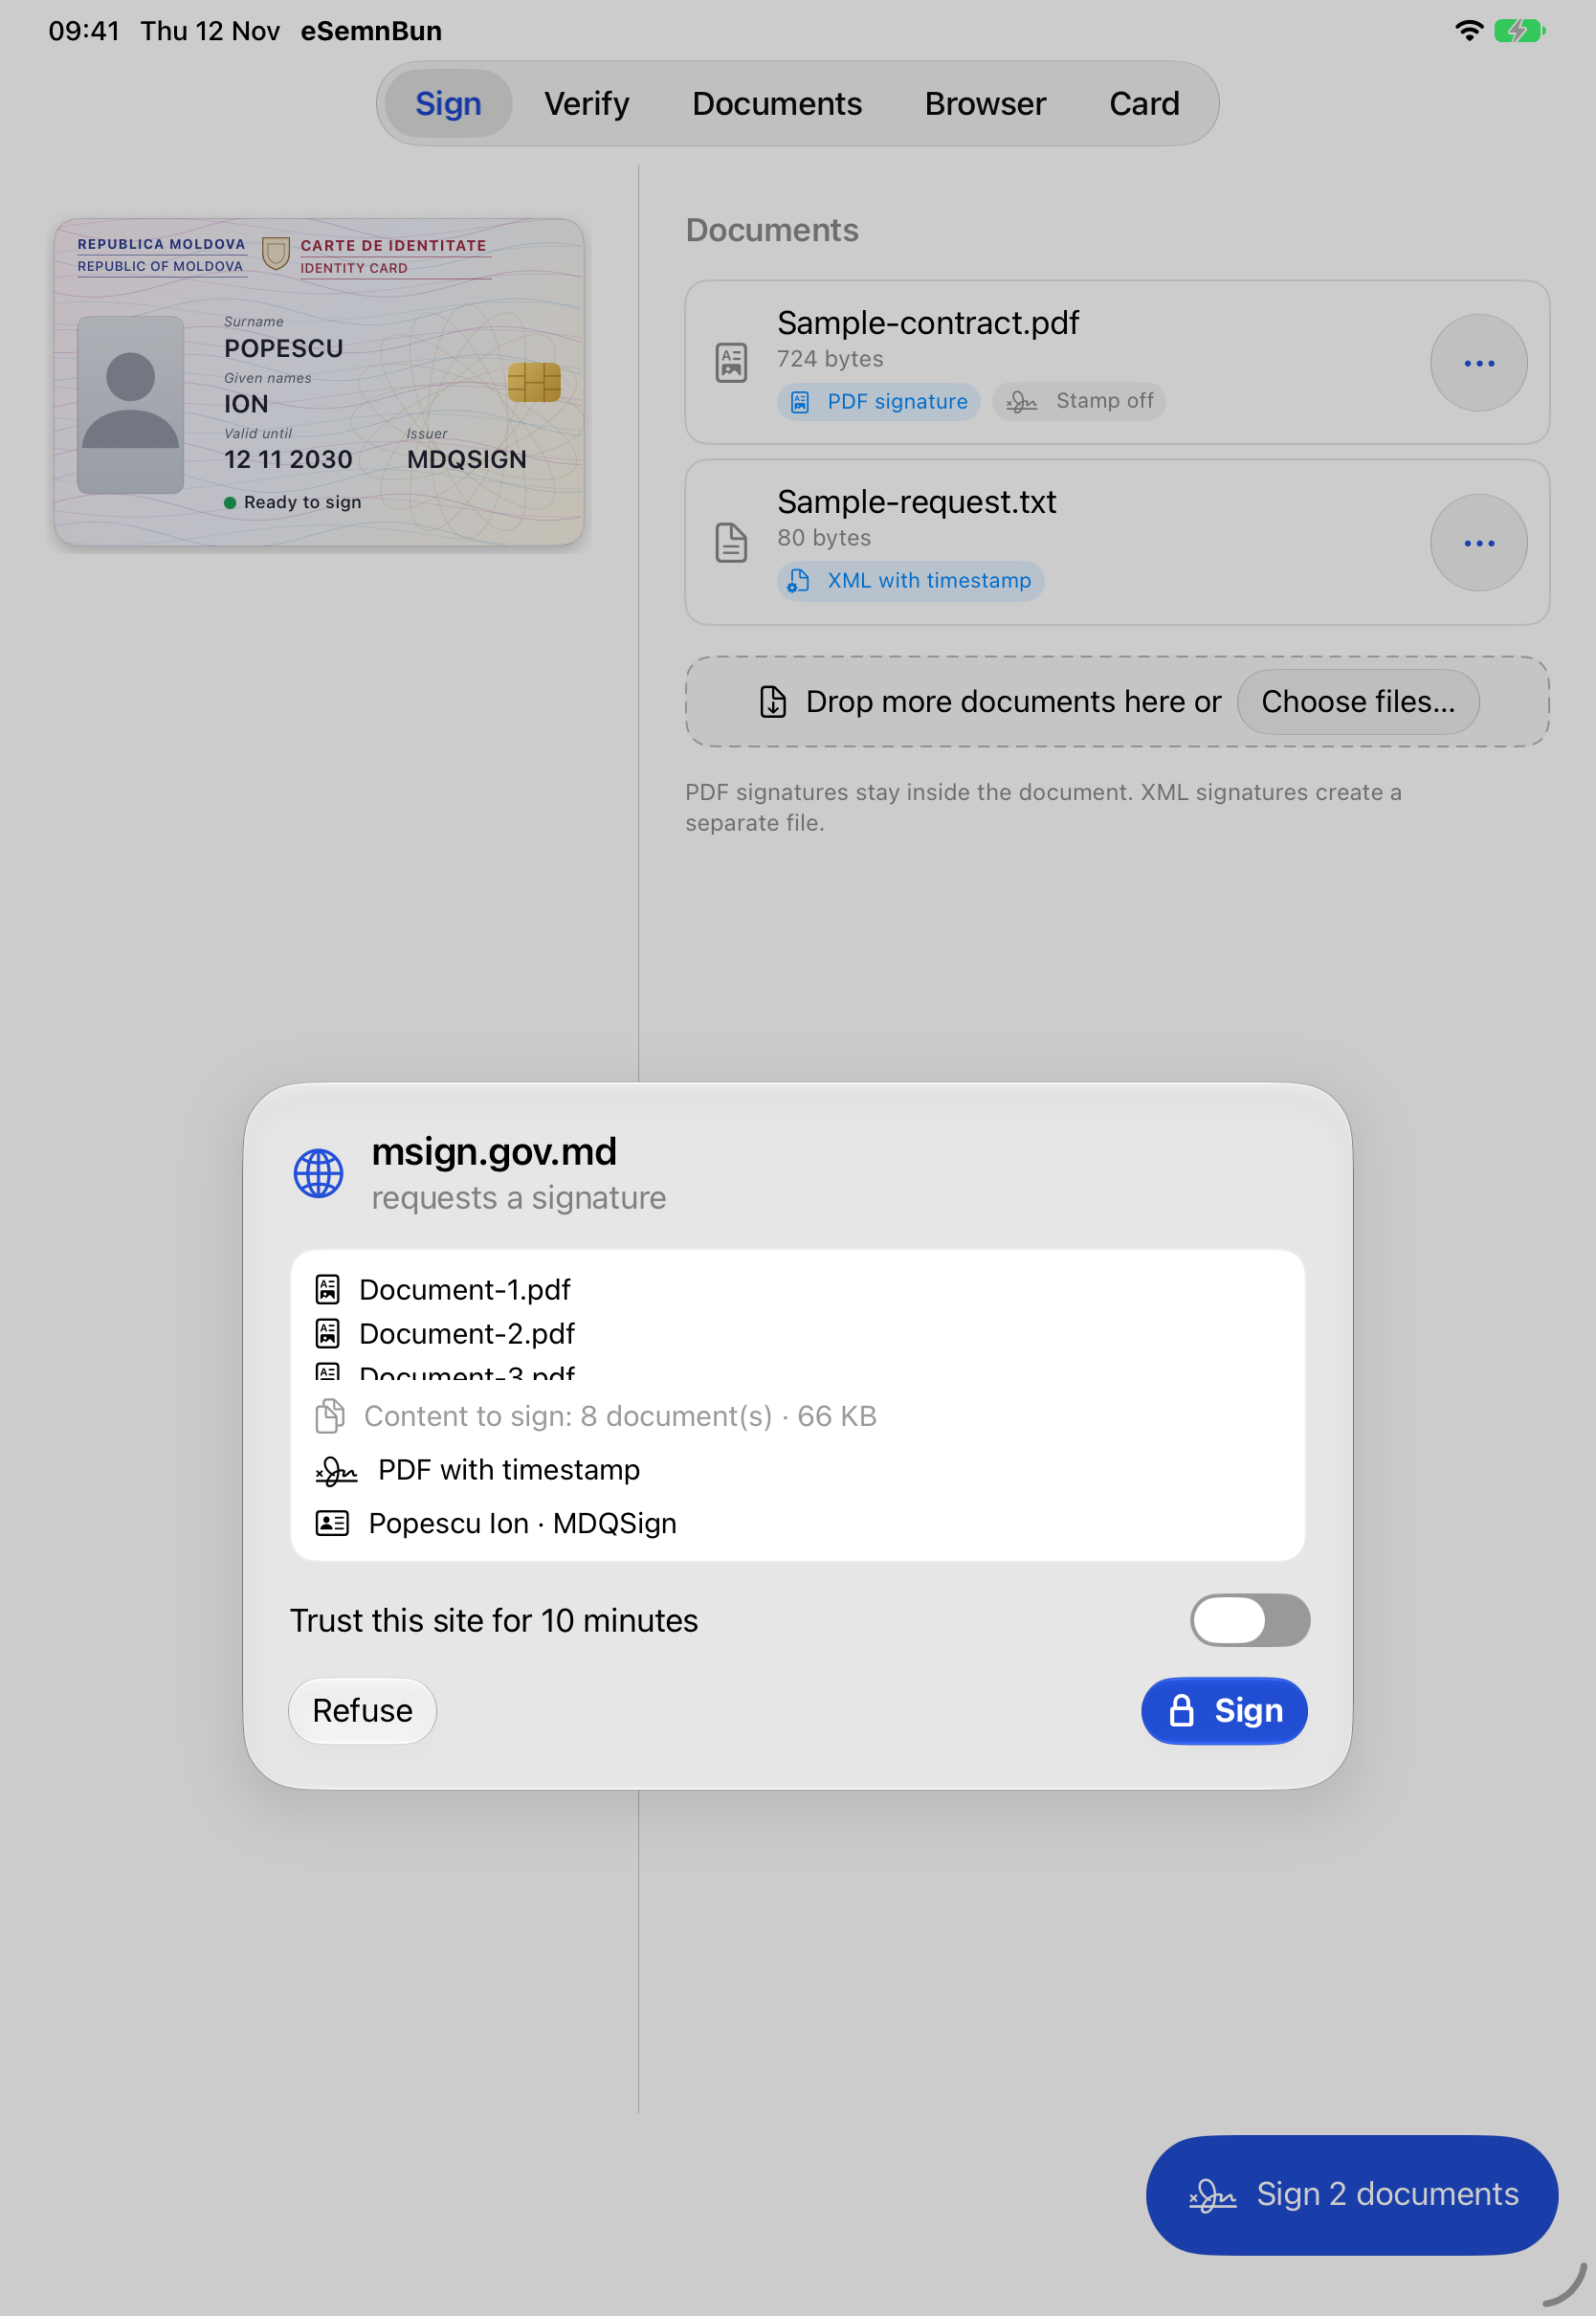 09:41 Thu 12 Nov eSemnBun
Sign Verify Documents Browser Card
REPUBLICA MOLDOVA
REPUBLIC OF MOLDOVA
CARTE DE IDENTITATE
IDENTITY CARD
Surname
POPESCU
Given names
ION
Valid until
12 11 2030
Issuer
MDQSIGN
Ready to sign
Documents
Sample-contract.pdf
724 bytes
PDF signature Stamp off
Sample-request.txt
80 bytes
XML with timestamp
Drop more documents here or Choose files...
PDF signatures stay inside the document. XML signatures create a
separate file.
msign.gov.md
requests a signature
Document-1.pdf
Document-2.pdf
Document-3.pdf
Content to sign: 8 document(s) · 66 KB
PDF with timestamp
Popescu Ion · MDQSign
Trust this site for 10 minutes
Refuse Sign
Sign 2 documents